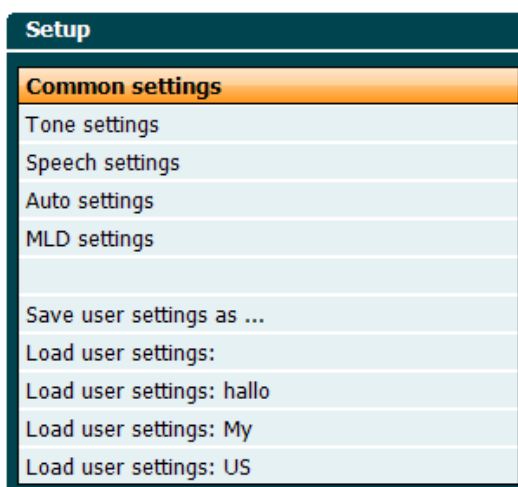 Setup
Common settings
Tone settings
Speech settings
Auto settings
MLD settings
Save user settings as ...
Load user settings:
Load user settings: hallo
Load user settings: My
Load user settings: US